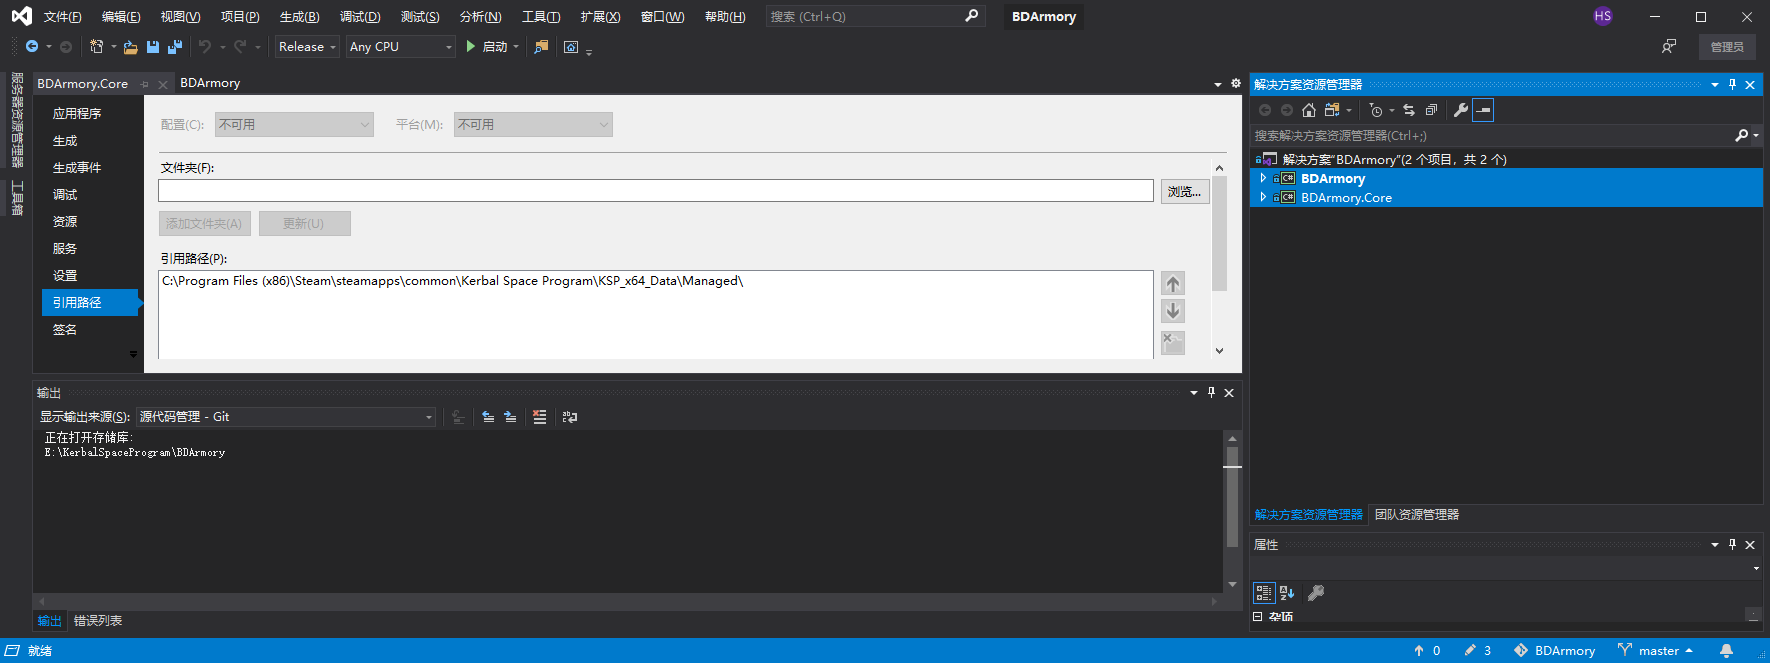 文件(F) 编辑(E) 视图(V) 项目(P) 生成(B) 调试(D) 测试(S) 分析(N) 工具(T) 扩展(X) 窗口(W) 帮助(H) 搜索 (Ctrl+Q) BDArmory HS
Release Any CPU 启动 管理员
服务器资源管理器
工具箱
BDArmory.Core BDArmory
应用程序
生成
生成事件
调试
资源
服务
设置
引用路径
签名
配置(C): 不可用 平台(M): 不可用
文件夹(F):
浏览...
添加文件夹(A) 更新(U)
引用路径(P):
C:\Program Files (x86)\Steam\steamapps\common\Kerbal Space Program\KSP_x64_Data\Managed\
输出
显示输出来源(S): 源代码管理 - Git
正在打开存储库:
E:\KerbalSpaceProgram\BDArmory
输出 错误列表
解决方案资源管理器
搜索解决方案资源管理器(Ctrl+;)
解决方案"BDArmory"(2 个项目，共 2 个)
C# BDArmory
C# BDArmory.Core
解决方案资源管理器 团队资源管理器
属性
杂项
就绪 0 3 BDArmory master